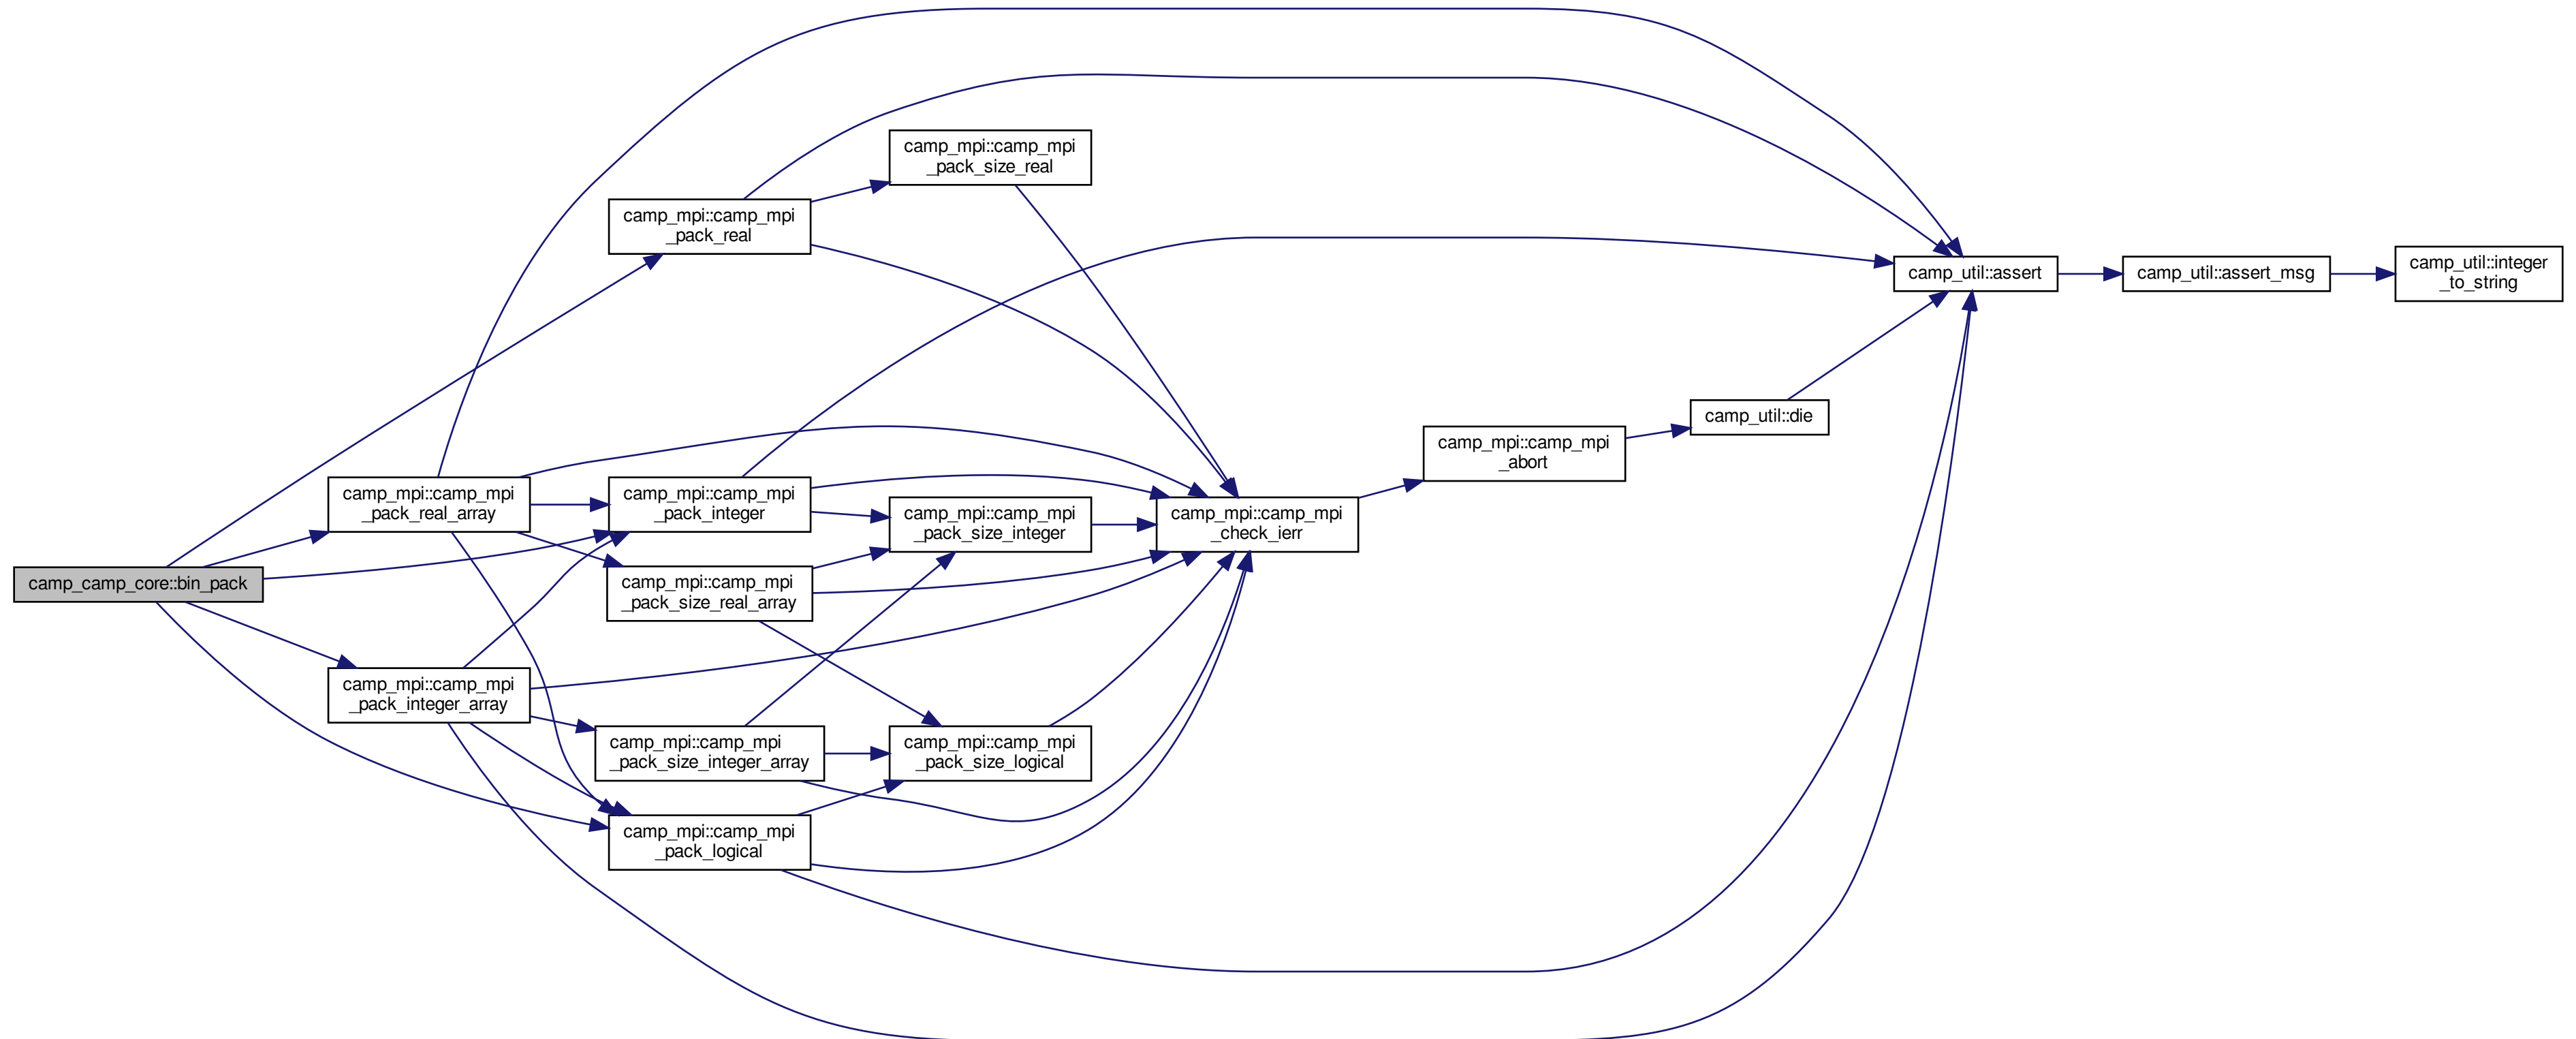 camp_mpi::camp_mpi
_pack_size_real
camp_mpi::camp_mpi
_pack_real
camp_util::assert
camp_util::assert_msg
camp_util::integer
_to_string
camp_util::die
camp_mpi::camp_mpi
_abort
camp_mpi::camp_mpi
_pack_real_array
camp_mpi::camp_mpi
_pack_integer
camp_mpi::camp_mpi
_pack_size_integer
camp_mpi::camp_mpi
_check_ierr
camp_camp_core::bin_pack
camp_mpi::camp_mpi
_pack_size_real_array
camp_mpi::camp_mpi
_pack_integer_array
camp_mpi::camp_mpi
_pack_size_integer_array
camp_mpi::camp_mpi
_pack_size_logical
camp_mpi::camp_mpi
_pack_logical